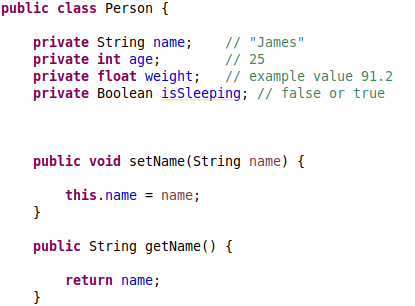 public class Person {
private String name;    // "James"
private int age;        // 25
private float weight;   // example value 91.2
private Boolean isSleeping; // false or true
public void setName(String name) {
this.name = name;
}
public String getName() {
return name;
}